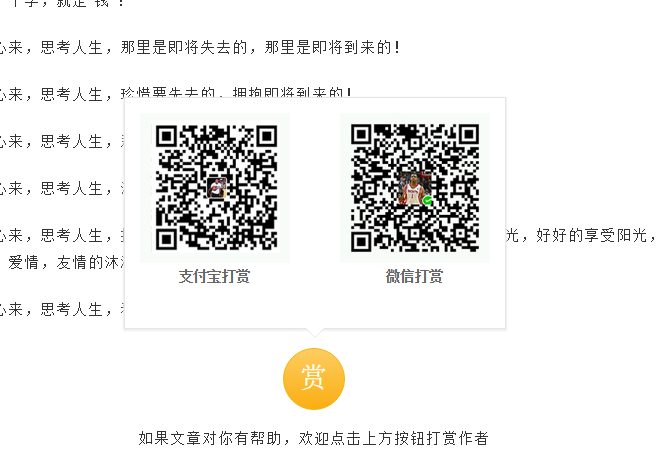 一个字，就是"钱"！
心来，思考人生，那里是即将失去的，那里是即将到来的！
心来，思考人生，珍惜要失去的，拥抱即将到来的！
心来，思考人生，
心来，思考人生，
心来，思考人生，
光，好好的享受阳光，
爱情，友情的沐
心来，思考人生，
支付宝打赏
微信打赏
赏
如果文章对你有帮助，欢迎点击上方按钮打赏作者